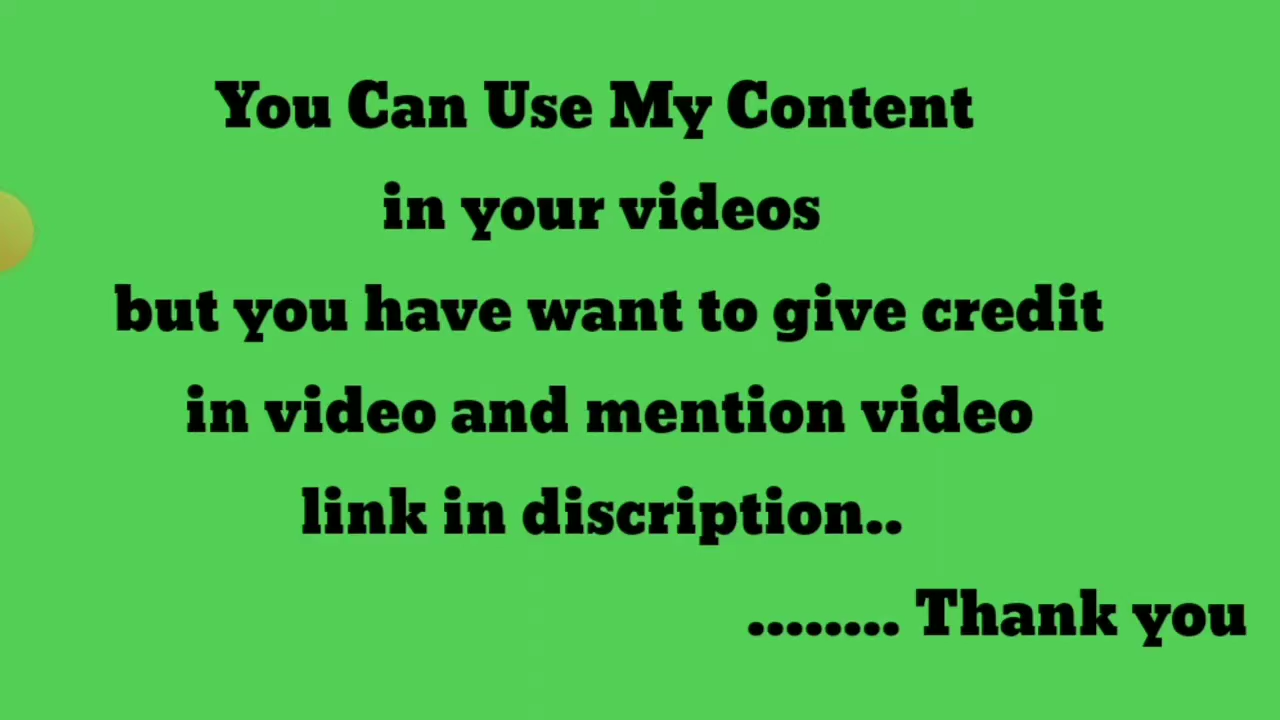 You Can Use My Content
in your videos
but you have want to give credit
in video and mention video
link in discription..
........ Thank you